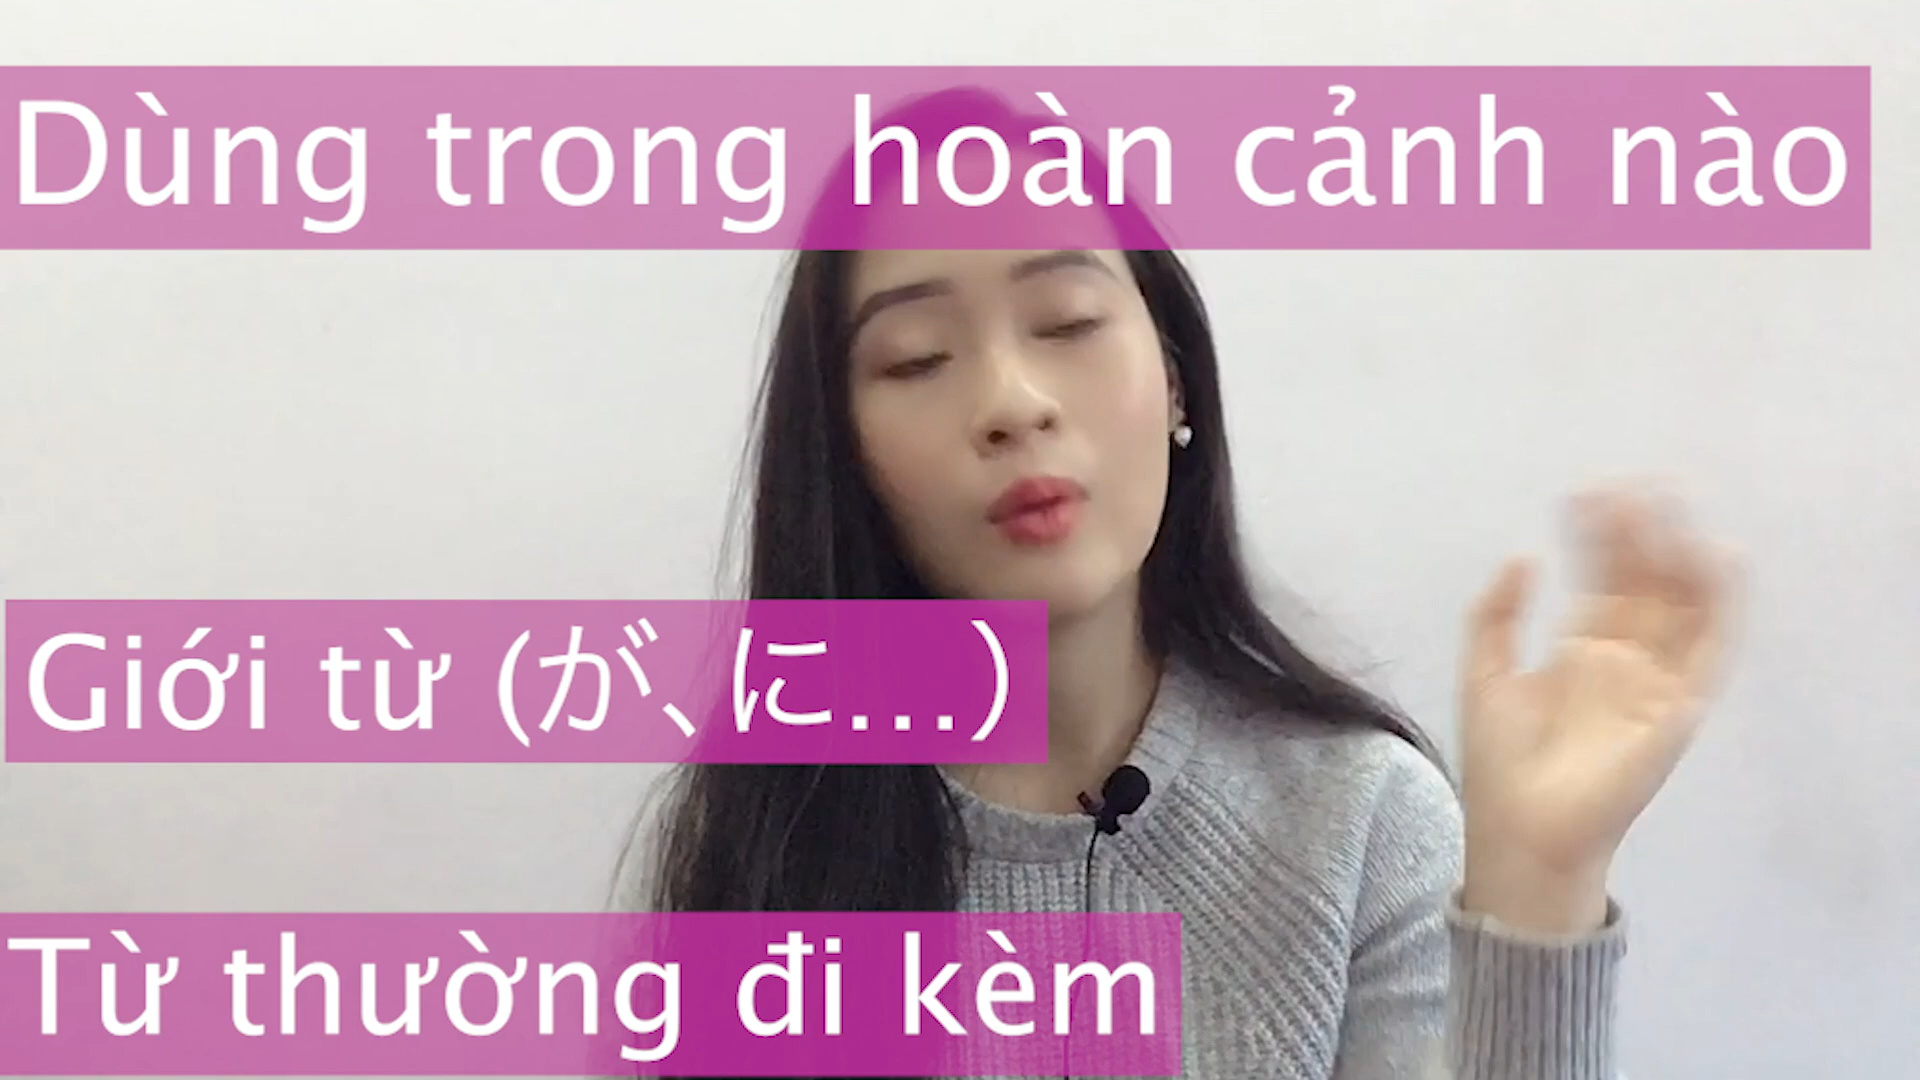 Dùng trong hoàn cảnh nào
Giới từ (が、に...)
Từ thường đi kèm